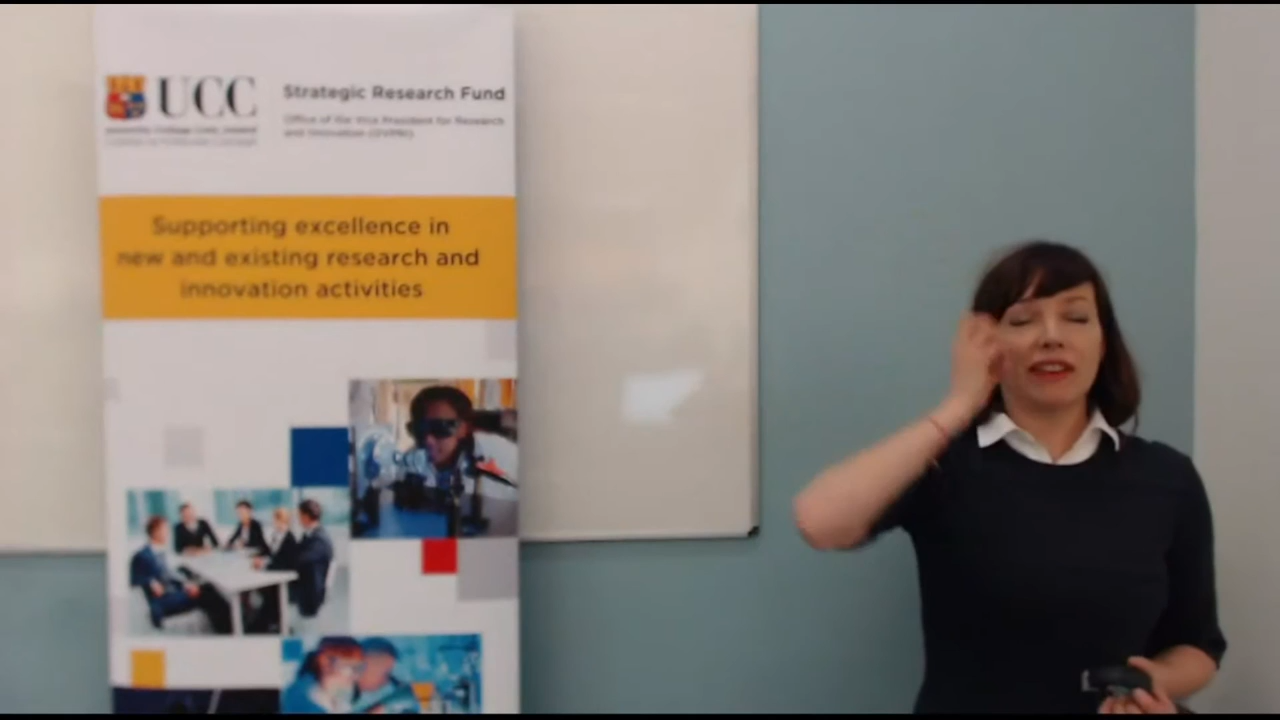 UCC
Strategic Research Fund
Office of the Vice President for Research
and Innovation (OVPRI)
Supporting excellence in
new and existing research and
innovation activities